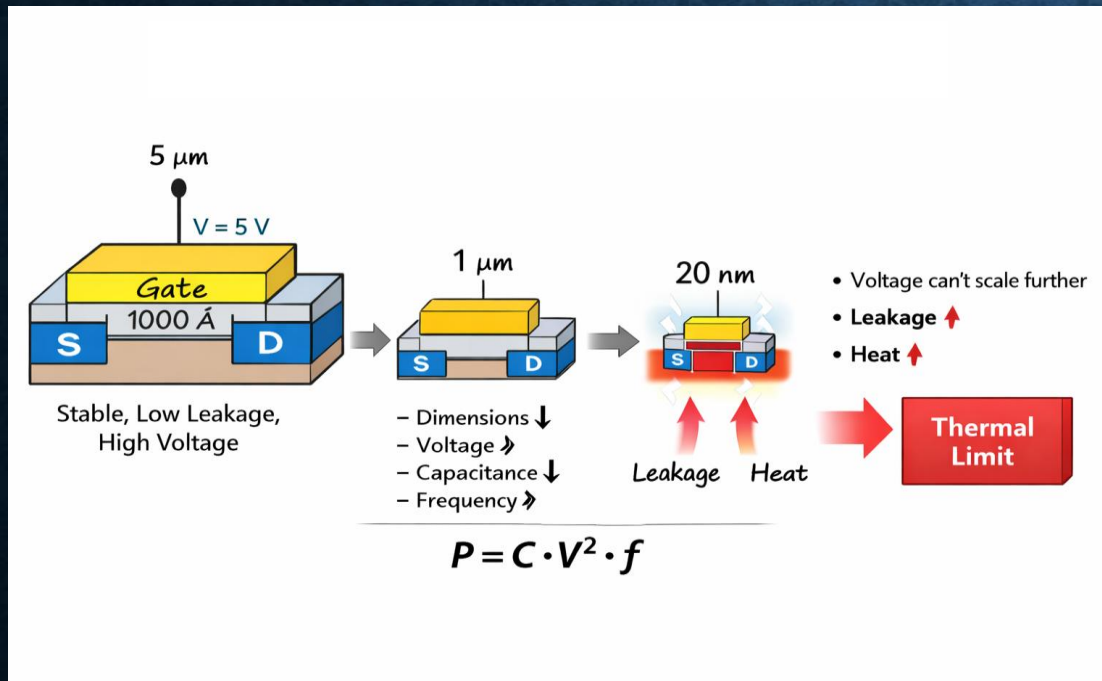 5 μm
V = 5 V
Gate
1000 Á
S
D
Stable, Low Leakage,
High Voltage
1 μm
S
D
– Dimensions ↓
– Voltage
– Capacitance ↓
– Frequency
P = C · V² · f
20 nm
S
D
Leakage
Heat
• Voltage can't scale further
• Leakage ↑
• Heat ↑
Thermal
Limit